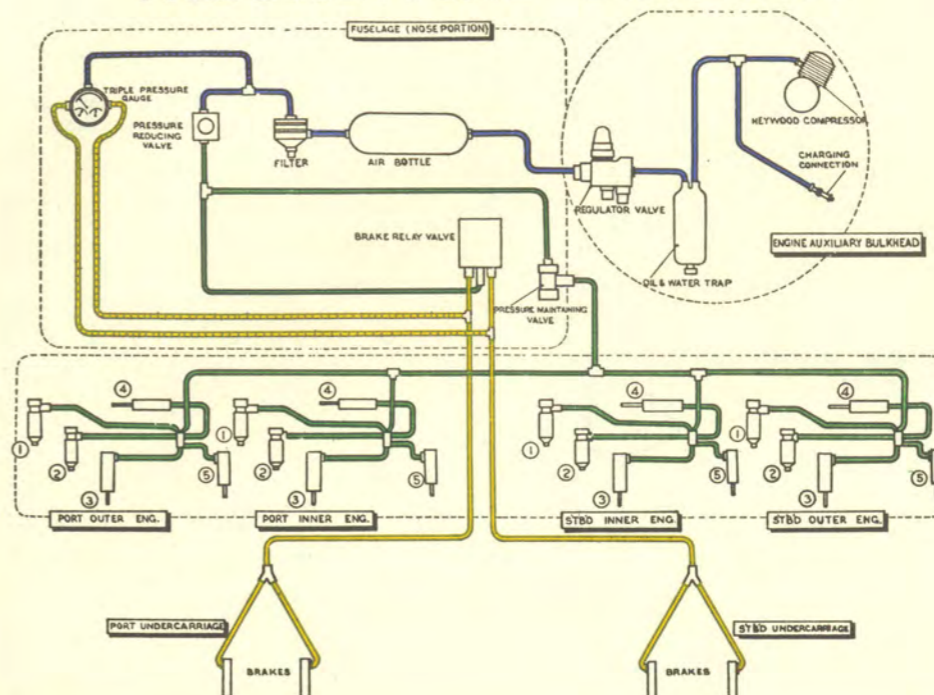 FUSELAGE (NOSE PORTION)
TRIPLE PRESSURE
GAUGE
PRESSURE
REDUCING
VALVE
FILTER
AIR BOTTLE
HEYWOOD COMPRESSOR
CHARGING
CONNECTION
REGULATOR VALVE
BRAKE RELAY VALVE
ENGINE AUXILIARY BULKHEAD
OIL & WATER TRAP
PRESSURE MAINTAINING
VALVE
4
4
4
4
1
1
1
1
2
2
2
2
3
3
3
3
5
5
5
5
PORT OUTER ENG.
PORT INNER ENG.
STB'D INNER ENG
STB'D OUTER ENG.
PORT UNDERCARRIAGE
STB'D UNDERCARRIAGE
BRAKES
BRAKES